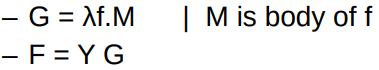 – G = λf.M | M is body of f
– F = Y G